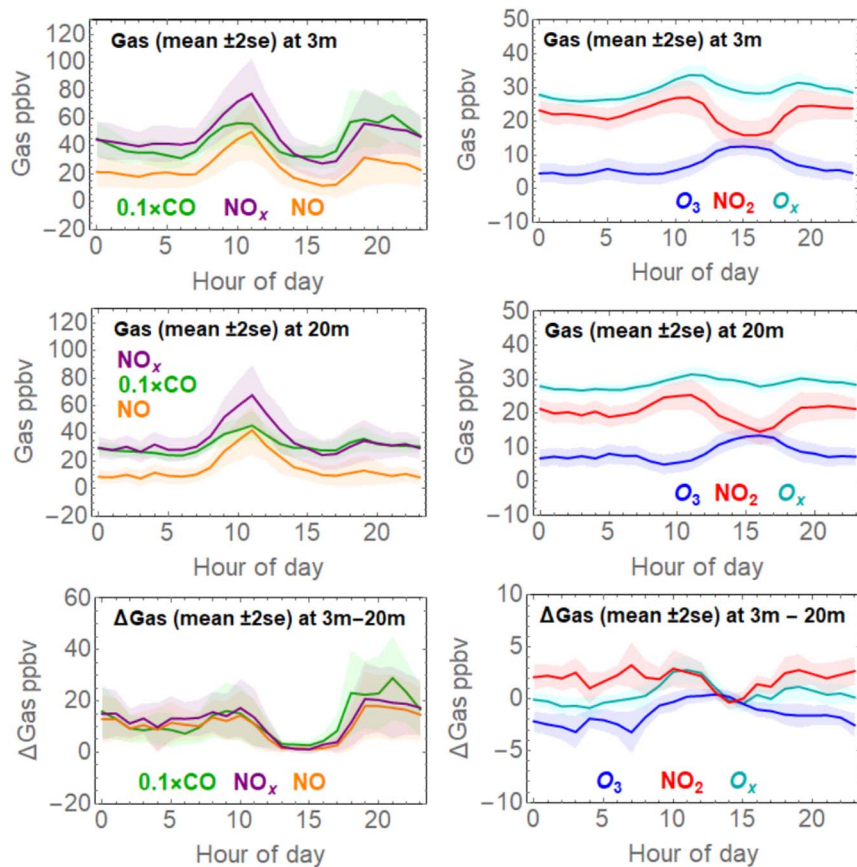 Gas (mean ±2se) at 3m
Gas ppbv
120
100
80
60
40
20
0
−20
0.1×CO NOx NO
0 5 10 15 20
Hour of day
Gas (mean ±2se) at 3m
Gas ppbv
50
40
30
20
10
0
−10
O3 NO2 Ox
0 5 10 15 20
Hour of day
Gas (mean ±2se) at 20m
Gas ppbv
120
100
80
60
40
20
0
−20
NOx
0.1×CO
NO
0 5 10 15 20
Hour of day
Gas (mean ±2se) at 20m
Gas ppbv
50
40
30
20
10
0
−10
O3 NO2 Ox
0 5 10 15 20
Hour of day
ΔGas (mean ±2se) at 3m−20m
ΔGas ppbv
60
40
20
0
−20
0.1×CO NOx NO
0 5 10 15 20
Hour of day
ΔGas (mean ±2se) at 3m − 20m
ΔGas ppbv
10
5
0
−5
−10
O3 NO2 Ox
0 5 10 15 20
Hour of day